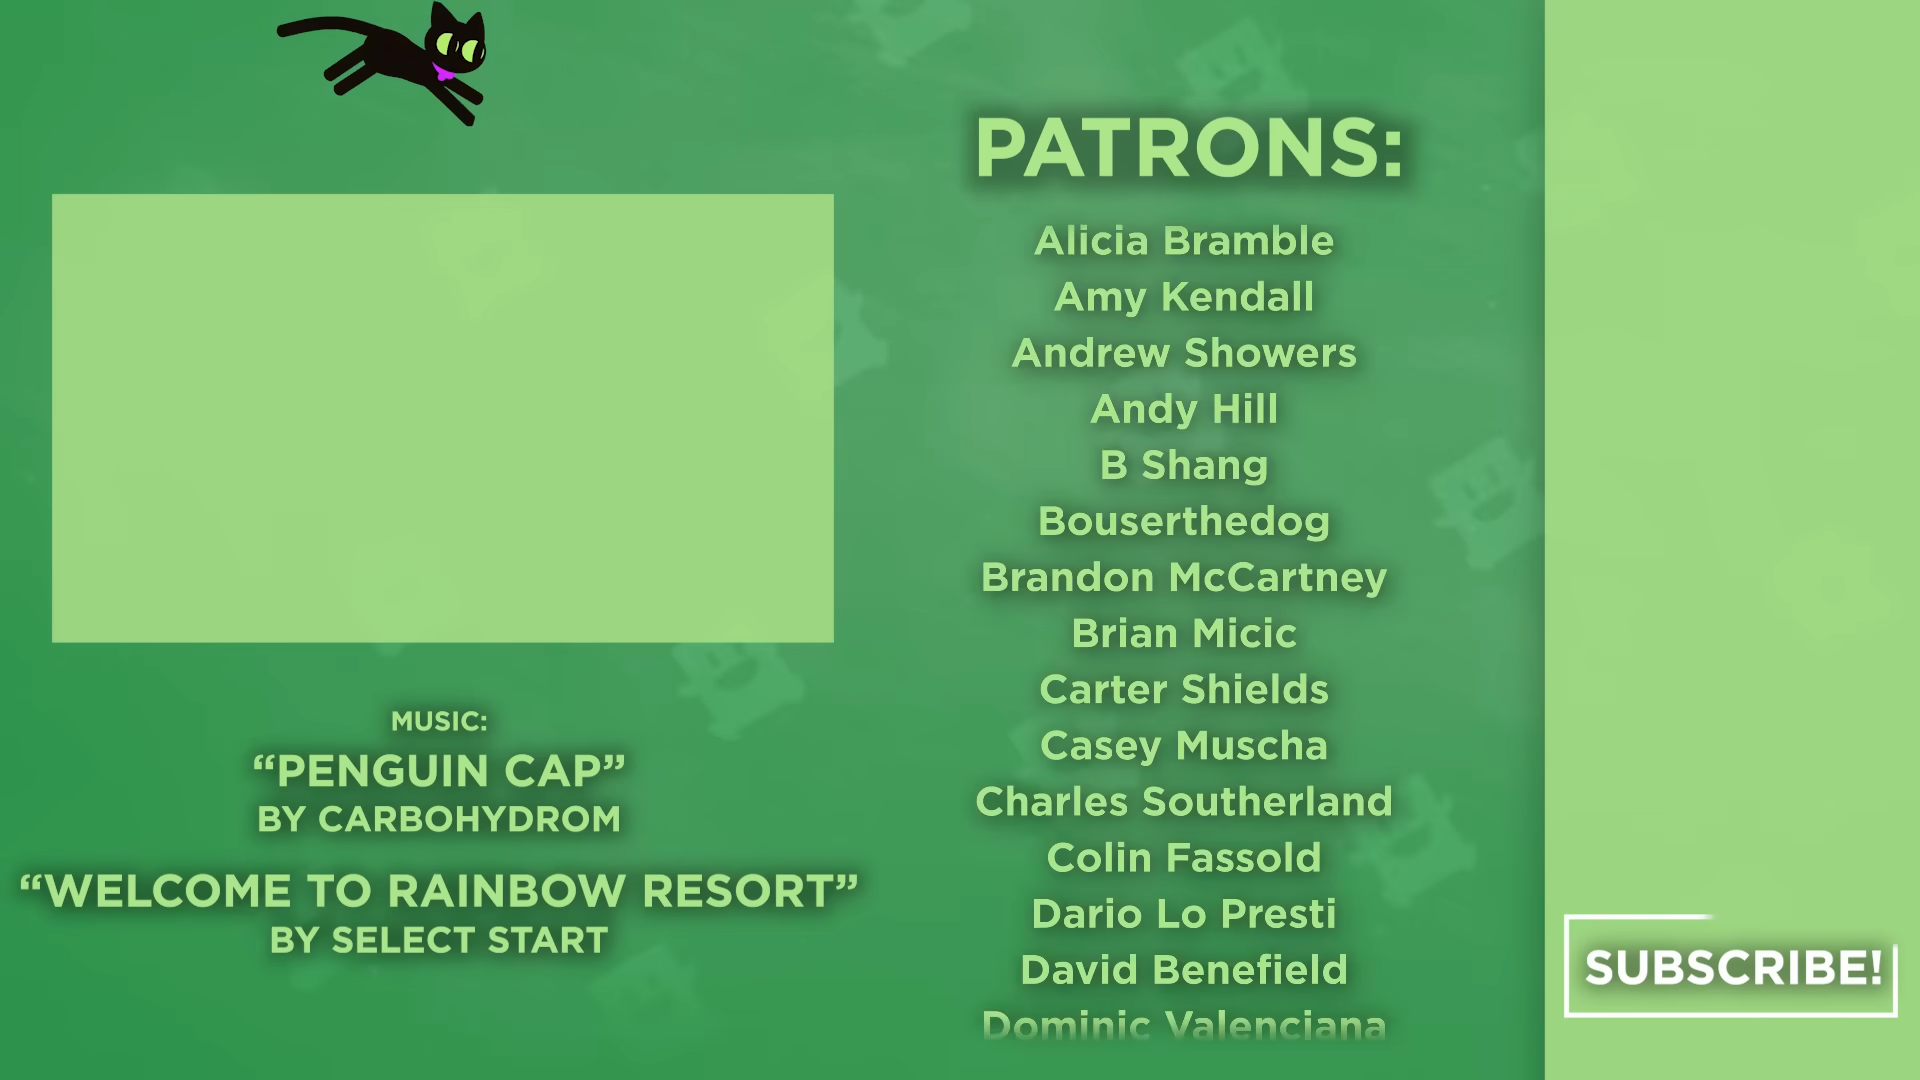 PATRONS:
Alicia Bramble
Amy Kendall
Andrew Showers
Andy Hill
B Shang
Bouserthedog
Brandon McCartney
Brian Micic
Carter Shields
Casey Muscha
Charles Southerland
Colin Fassold
Dario Lo Presti
David Benefield
Dominic Valenciana
MUSIC:
“PENGUIN CAP”
BY CARBOHYDROM
“WELCOME TO RAINBOW RESORT”
BY SELECT START
SUBSCRIBE!